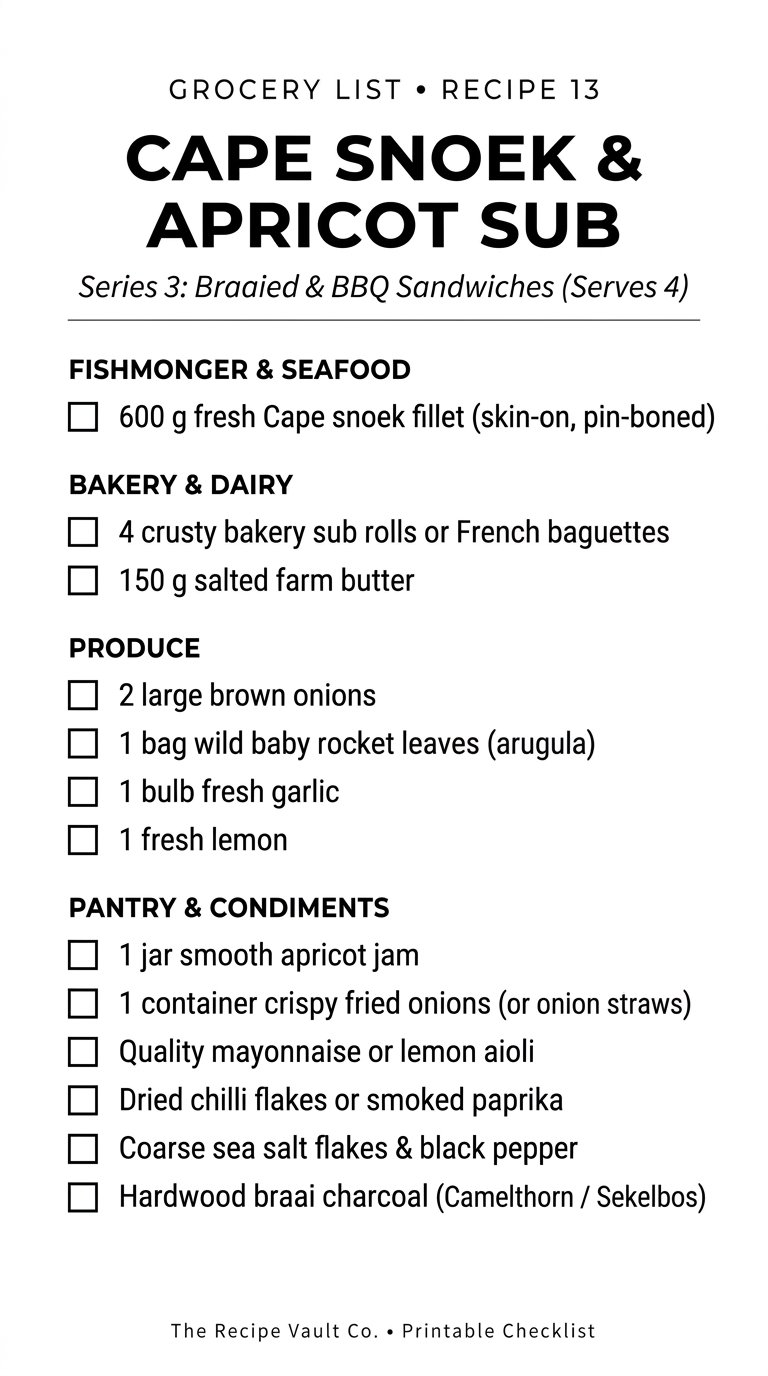 GROCERY LIST • RECIPE 13
CAPE SNOEK &
APRICOT SUB
Series 3: Braaied & BBQ Sandwiches (Serves 4)
FISHMONGER & SEAFOOD
600 g fresh Cape snoek fillet (skin-on, pin-boned)
BAKERY & DAIRY
4 crusty bakery sub rolls or French baguettes
150 g salted farm butter
PRODUCE
2 large brown onions
1 bag wild baby rocket leaves (arugula)
1 bulb fresh garlic
1 fresh lemon
PANTRY & CONDIMENTS
1 jar smooth apricot jam
1 container crispy fried onions (or onion straws)
Quality mayonnaise or lemon aioli
Dried chilli flakes or smoked paprika
Coarse sea salt flakes & black pepper
Hardwood braai charcoal (Camelthorn / Sekelbos)
The Recipe Vault Co. • Printable Checklist